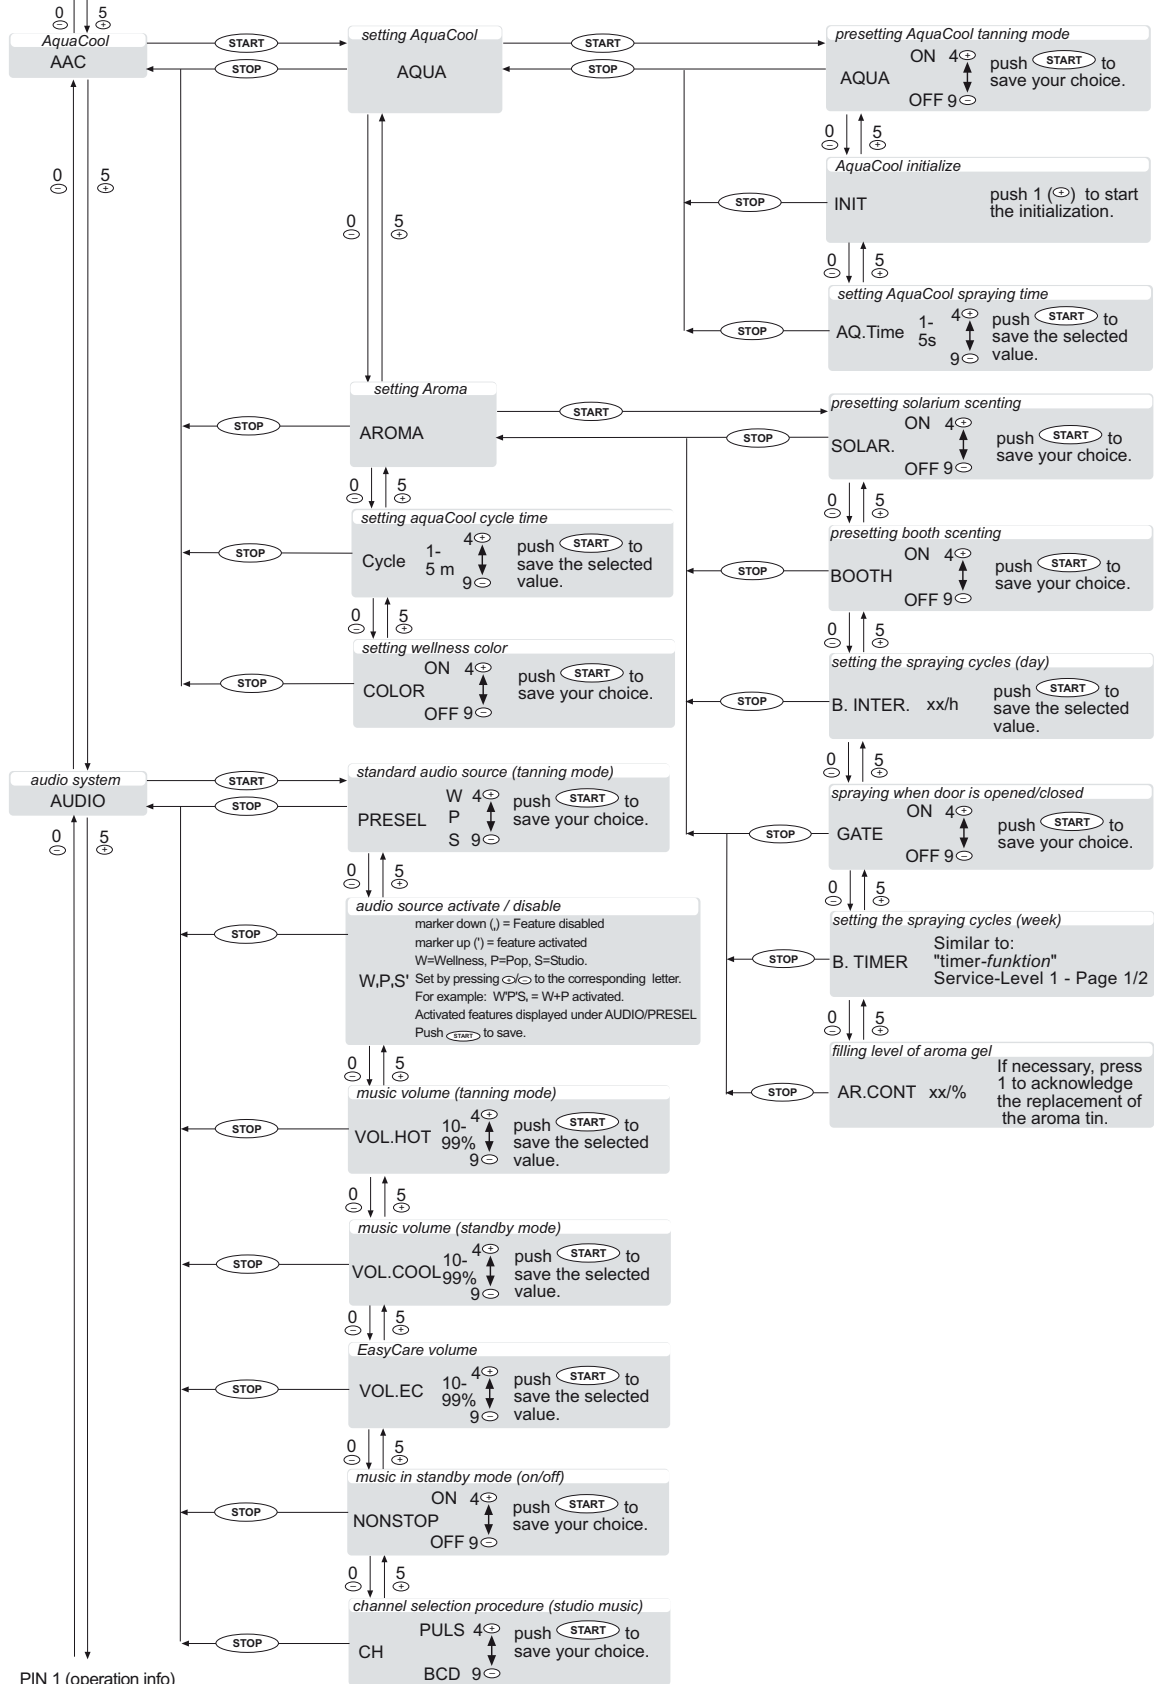 0 5
AquaCool
AAC
START
STOP
setting AquaCool
AQUA
START
STOP
presetting AquaCool tanning mode
ON 4
AQUA
OFF 9
push START to
save your choice.
0 5
AquaCool initialize
INIT
push 1 (+) to start
the initialization.
STOP
0 5
setting AquaCool spraying time
AQ.Time
1-
5s
4
9
push START to
save the selected
value.
STOP
0 5
0 5
setting Aroma
AROMA
STOP
START
STOP
presetting solarium scenting
ON 4
SOLAR.
OFF 9
push START to
save your choice.
0 5
presetting booth scenting
ON 4
BOOTH
OFF 9
push START to
save your choice.
STOP
0 5
setting the spraying cycles (day)
B. INTER. xx/h
push START to
save the selected
value.
STOP
0 5
spraying when door is opened/closed
ON 4
GATE
OFF 9
push START to
save your choice.
STOP
0 5
setting the spraying cycles (week)
B. TIMER
Similar to:
"timer-funktion"
Service-Level 1 - Page 1/2
STOP
0 5
filling level of aroma gel
AR.CONT xx/%
If necessary, press
1 to acknowledge
the replacement of
the aroma tin.
STOP
0 5
setting aquaCool cycle time
Cycle
1-
5 m
4
9
push START to
save the selected
value.
STOP
0 5
setting wellness color
ON 4
COLOR
OFF 9
push START to
save your choice.
STOP
audio system
AUDIO
START
STOP
0 5
standard audio source (tanning mode)
PRESEL
W 4
P
S 9
push START to
save your choice.
0 5
audio source activate / disable
marker down (,) = Feature disabled
marker up (') = feature activated
W=Wellness, P=Pop, S=Studio.
W,P,S' Set by pressing +/- to the corresponding letter.
For example: W'P'S, = W+P activated.
Activated features displayed under AUDIO/PRESEL
Push START to save.
STOP
0 5
music volume (tanning mode)
VOL.HOT
10-
99%
4
9
push START to
save the selected
value.
STOP
0 5
music volume (standby mode)
VOL.COOL
10-
99%
4
9
push START to
save the selected
value.
STOP
0 5
EasyCare volume
VOL.EC
10-
99%
4
9
push START to
save the selected
value.
STOP
0 5
music in standby mode (on/off)
ON 4
NONSTOP
OFF 9
push START to
save your choice.
STOP
0 5
channel selection procedure (studio music)
PULS 4
CH
BCD 9
push START to
save your choice.
STOP
PIN 1 (operation info)